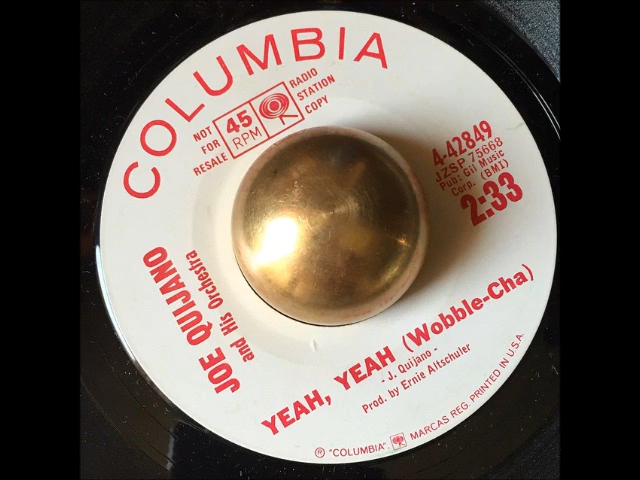 COLUMBIA
NOT
FOR
RESALE
45
RPM
RADIO
STATION
COPY
4-42849
JZSP 75668
Pub: Gil Music
Corp. (BMI)
2:33
JOE QUIJANO
and His Orchestra
YEAH, YEAH (Wobble-Cha)
- J. Quijano -
Prod. by Ernie Altschuler
® "COLUMBIA", MARCAS REG. PRINTED IN U.S.A.